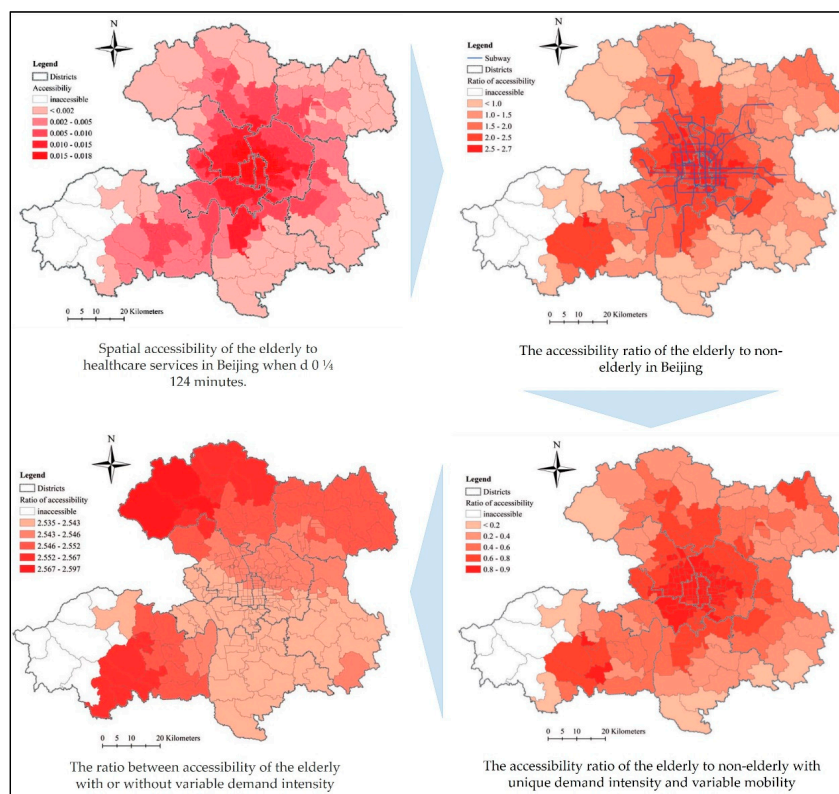 N
Legend
Districts
Accessibility
inaccessible
< 0.002
0.002 - 0.005
0.005 - 0.010
0.010 - 0.015
0.015 - 0.018
0 5 10 20 Kilometers
Spatial accessibility of the elderly to
healthcare services in Beijing when d 0 ¼
124 minutes.
N
Legend
Subway
Districts
Ratio of accessibility
inaccessible
< 1.0
1.0 - 1.5
1.5 - 2.0
2.0 - 2.5
2.5 - 2.7
0 5 10 20 Kilometers
The accessibility ratio of the elderly to non-
elderly in Beijing
N
Legend
Districts
Ratio of accessibility
inaccessible
2.535 - 2.543
2.543 - 2.546
2.546 - 2.552
2.552 - 2.567
2.567 - 2.597
0 5 10 20 Kilometers
The ratio between accessibility of the elderly
with or without variable demand intensity
N
Legend
Districts
Ratio of accessibility
inaccessible
< 0.2
0.2 - 0.4
0.4 - 0.6
0.6 - 0.8
0.8 - 0.9
0 5 10 20 Kilometers
The accessibility ratio of the elderly to non-elderly with
unique demand intensity and variable mobility